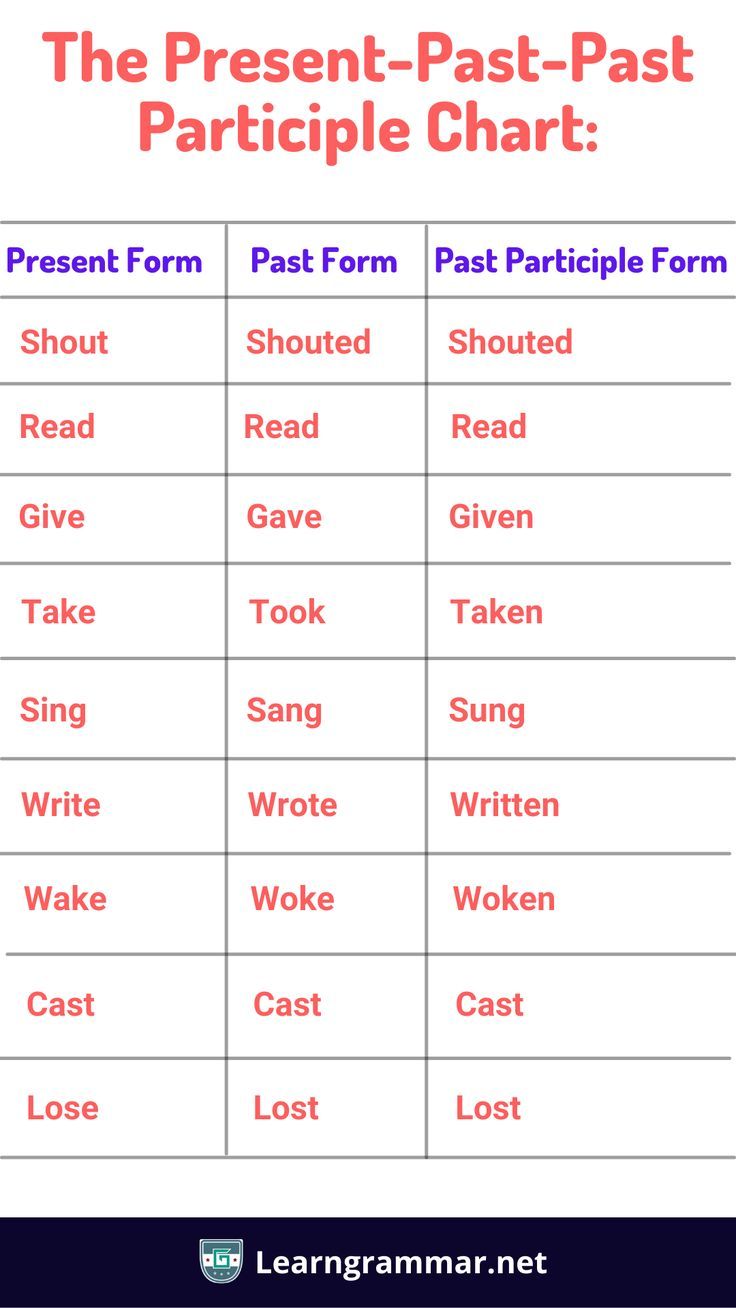 The Present-Past-Past
Participle Chart:
Present Form Past Form Past Participle Form
Shout Shouted Shouted
Read Read Read
Give Gave Given
Take Took Taken
Sing Sang Sung
Write Wrote Written
Wake Woke Woken
Cast Cast Cast
Lose Lost Lost
G Learngrammar.net